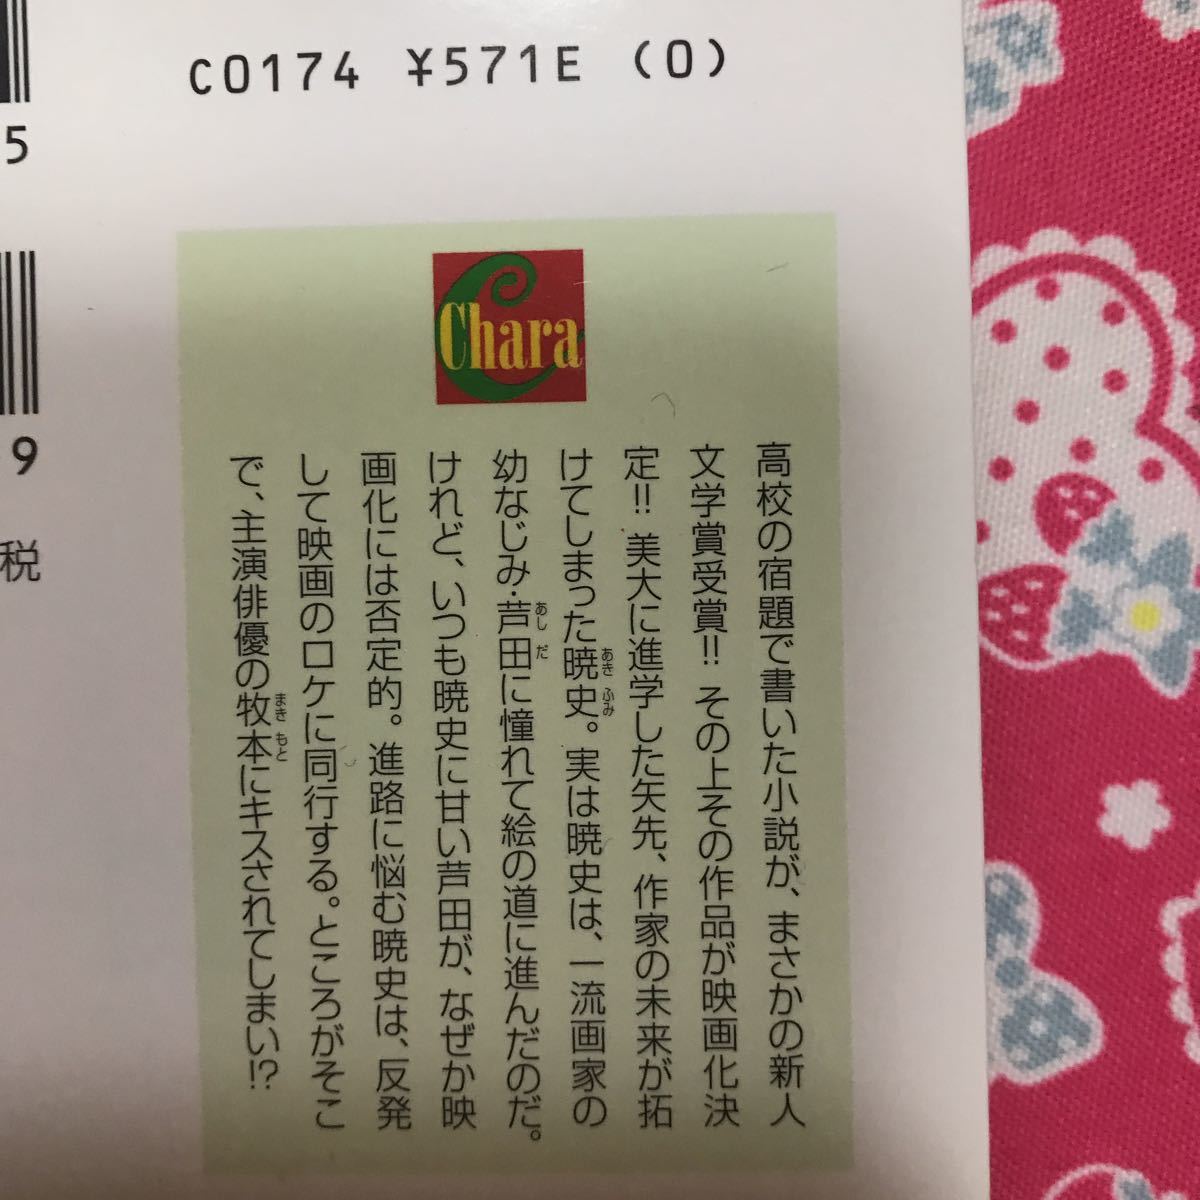 C0174 ¥571E (0)
5
9
税
Chara
高校の宿題で書いた小説が、まさかの新人
文学賞受賞!! その上その作品が映画化決
定!! 美大に進学した矢先、作家の未来が拓
けてしまった暁史。実は暁史は、一流画家の
あきふみ
幼なじみ・芦田に憧れて絵の道に進んだのだ。
あしだ
けれど、いつも暁史に甘い芦田が、なぜか映
画化には否定的。進路に悩む暁史は、反発
して映画のロケに同行する。ところがそこ
で、主演俳優の牧本にキスされてしまい!?
まきもと